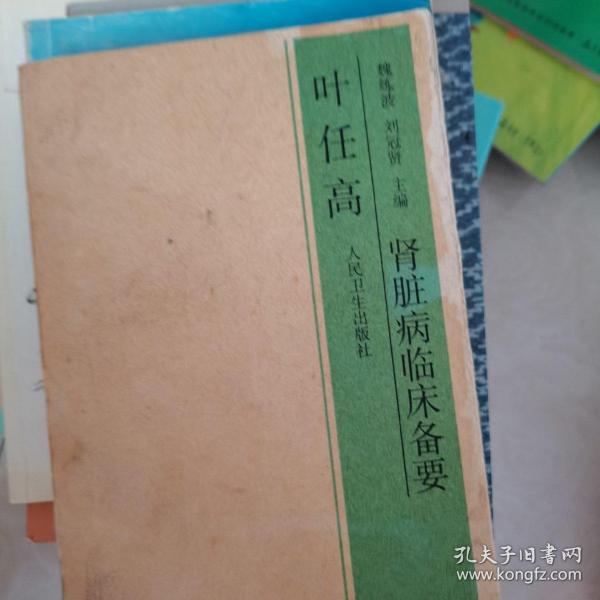 魏练波 刘冠贤 主编
肾脏病临床备要
叶任高
人民卫生出版社
孔夫子旧书网
www.kongfz.com